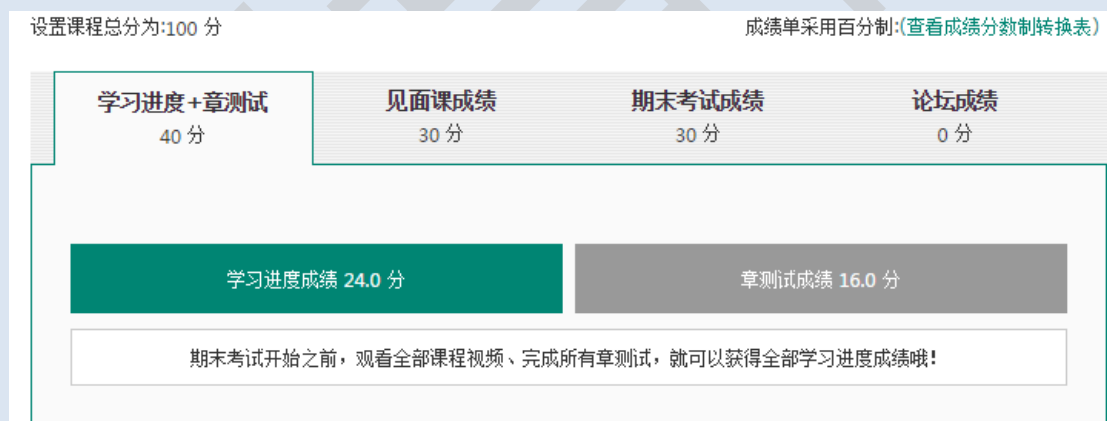 设置课程总分为:100 分
成绩单采用百分制:(查看成绩分数制转换表)
学习进度+章测试
40 分
见面课成绩
30 分
期末考试成绩
30 分
论坛成绩
0 分
学习进度成绩 24.0 分
章测试成绩 16.0 分
期末考试开始之前，观看全部课程视频、完成所有章测试，就可以获得全部学习进度成绩哦!